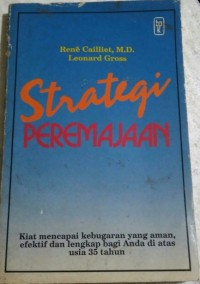 René Cailliet, M.D.
Leonard Gross
Strategi
PEREMAJAAN
Kiat mencapai kebugaran yang aman,
efektif dan lengkap bagi Anda di atas
usia 35 tahun